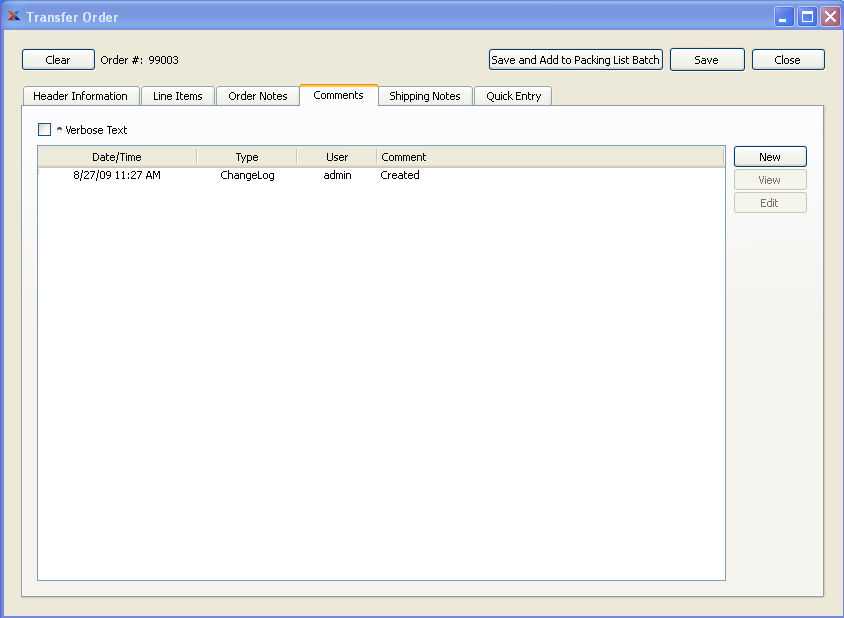 Transfer Order
Clear Order #: 99003 Save and Add to Packing List Batch Save Close
Header Information Line Items Order Notes Comments Shipping Notes Quick Entry
^ Verbose Text
Date/Time Type User Comment New
8/27/09 11:27 AM ChangeLog admin Created
View
Edit